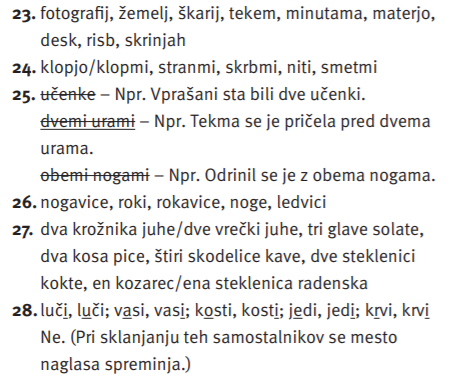 23. fotografij, žemelj, škarij, tekem, minutama, materjo,
desk, risb, skrinjah
24. klopjo/klopmi, stranmi, skrbmi, niti, smetmi
25. učenke – Npr. Vprašani sta bili dve učenki.
dvemi urami – Npr. Tekma se je pričela pred dvema
urama.
obemi nogami – Npr. Odrinil se je z obema nogama.
26. nogavice, roki, rokavice, noge, ledvici
27. dva krožnika juhe/dve vrečki juhe, tri glave solate,
dva kosa pice, štiri skodelice kave, dve steklenici
kokte, en kozarec/ena steklenica radenska
28. luči, luči; vasi, vasi; kosti, kosti; jedi, jedi; krvi, krvi
Ne. (Pri sklanjanju teh samostalnikov se mesto
naglasa spreminja.)